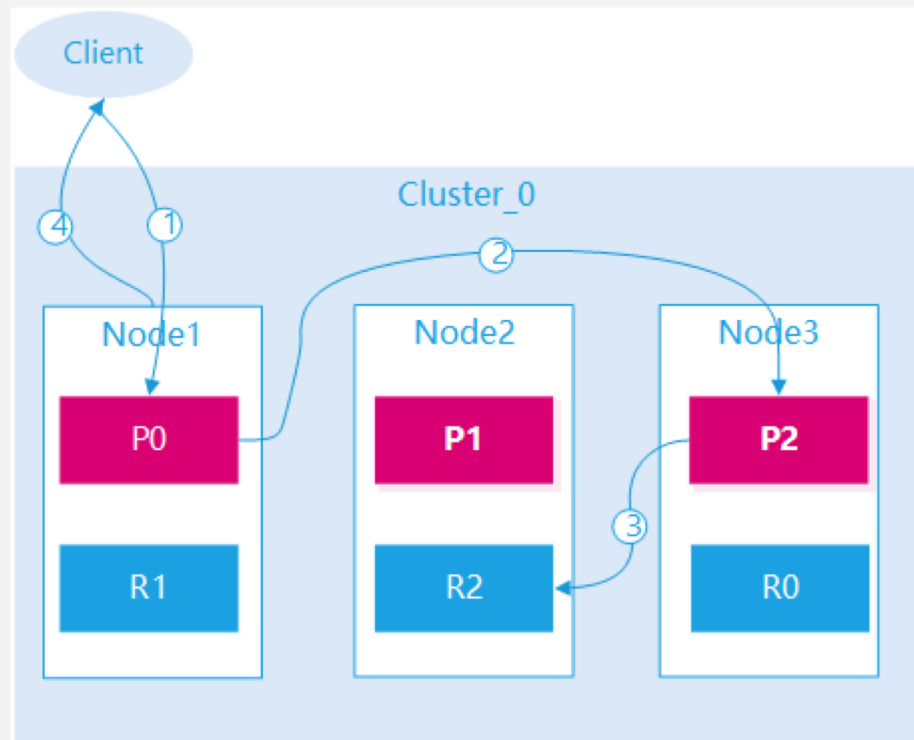 Client
4
1
Cluster_0
2
Node1
Node2
Node3
P0
P1
P2
3
R1
R2
R0